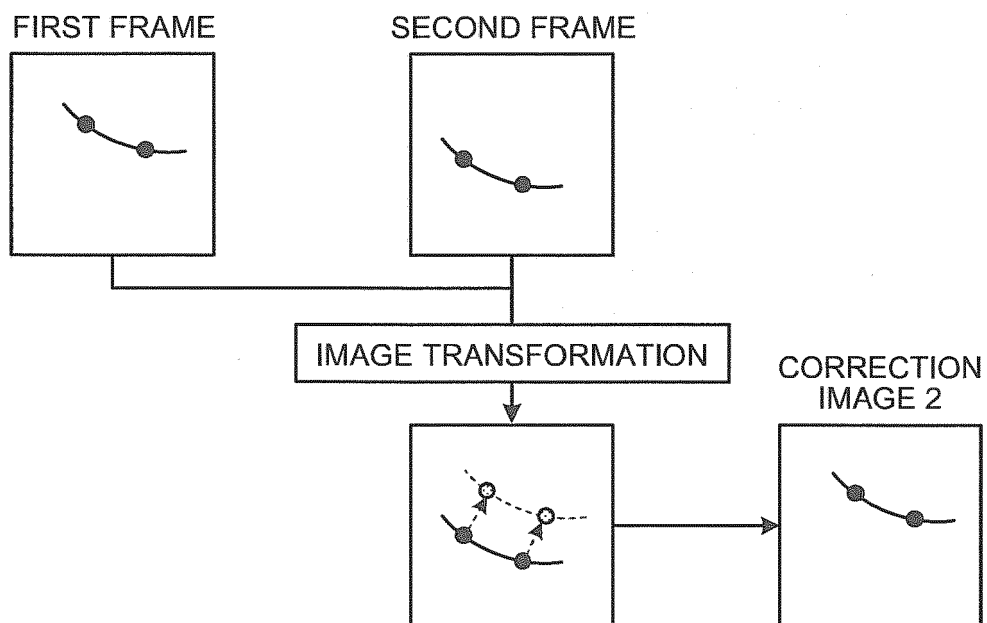 FIRST FRAME
SECOND FRAME
IMAGE TRANSFORMATION
CORRECTION
IMAGE 2